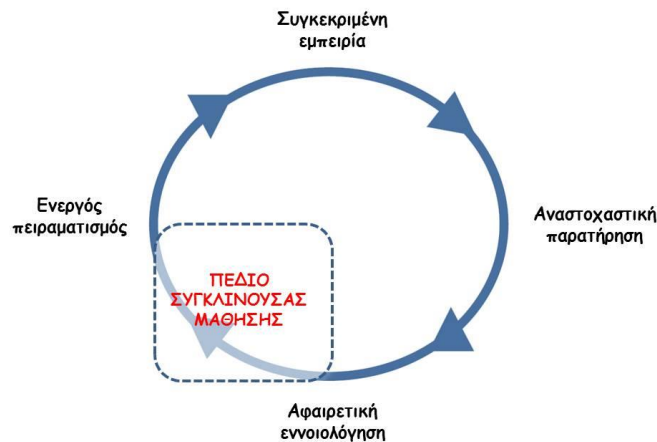 Συγκεκριμένη
εμπειρία
Ενεργός
πειραματισμός
Αναστοχαστική
παρατήρηση
ΠΕΔΙΟ
ΣΥΓΚΛΙΝΟΥΣΑΣ
ΜΑΘΗΣΗΣ
Αφαιρετική
εννοιολόγηση